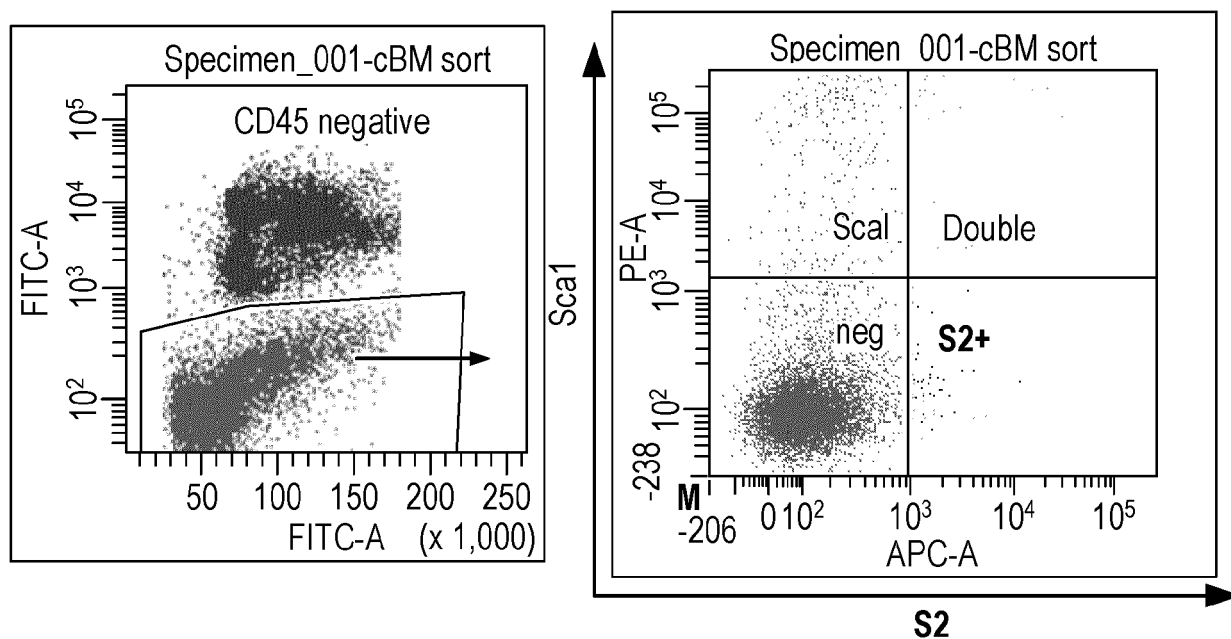 Specimen_001-cBM sort
CD45 negative
FITC-A
10^5
10^4
10^3
10^2
50 100 150 200 250
FITC-A (x 1,000)
Sca1
Specimen 001-cBM sort
PE-A
10^5
10^4
10^3
10^2
-238
Scal Double
neg S2+
M
-206 0 10^2 10^3 10^4 10^5
APC-A
S2